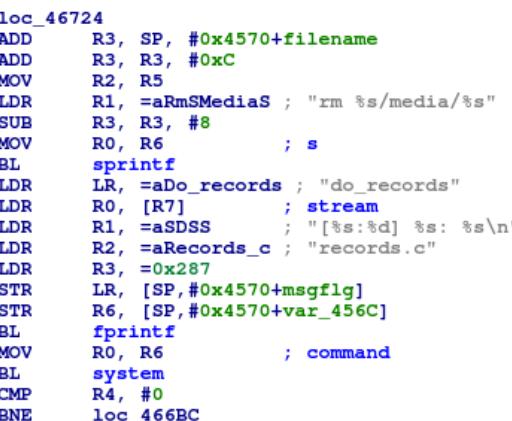 loc_46724
ADD R3, SP, #0x4570+filename
ADD R3, R3, #0xC
MOV R2, R5
LDR R1, =aRmSMediaS ; "rm %s/media/%s"
SUB R3, R3, #8
MOV R0, R6 ; s
BL sprintf
LDR LR, =aDo_records ; "do_records"
LDR R0, [R7] ; stream
LDR R1, =aSDSS ; "[%s:%d] %s: %s\n"
LDR R2, =aRecords_c ; "records.c"
LDR R3, =0x287
STR LR, [SP,#0x4570+msgflg]
STR R6, [SP,#0x4570+var_456C]
BL fprintf
MOV R0, R6 ; command
BL system
CMP R4, #0
BNE loc_466BC